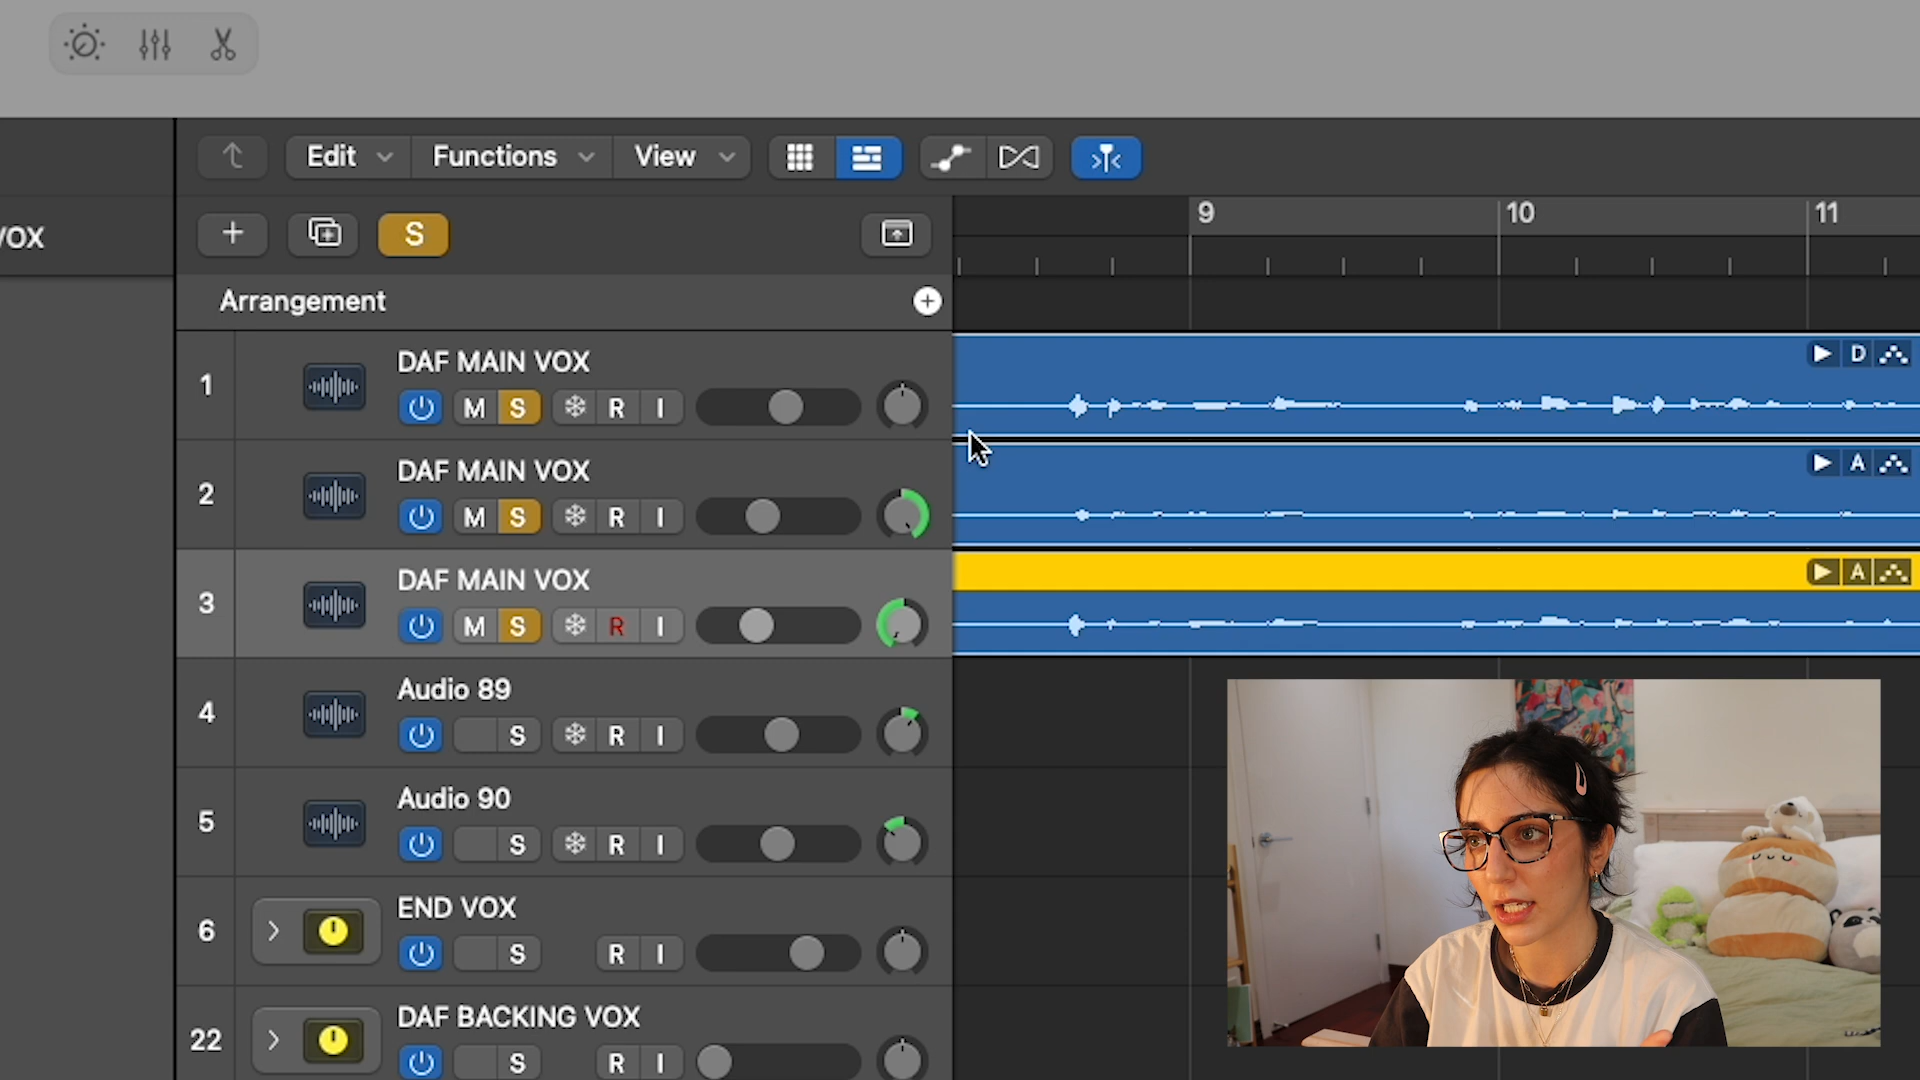 Edit Functions View
VOX
S
9 10 11
Arrangement
1 DAF MAIN VOX
M S R I
D
2 DAF MAIN VOX
M S R I
A
3 DAF MAIN VOX
M S R I
A
4 Audio 89
S R I
5 Audio 90
S R I
6 END VOX
S R I
22 DAF BACKING VOX
S R I